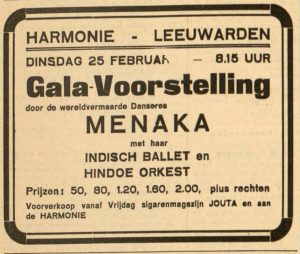 HARMONIE - LEEUWARDEN
DINSDAG 25 FEBRUARI - 8.15 UUR
Gala-Voorstelling
door de wereldvermaarde Danseres
MENAKA
met haar
INDISCH BALLET en
HINDOE ORKEST
Prijzen: 50, 80, 1.20, 1.60, 2.00, plus rechten
Voorverkoop vanaf Vrijdag sigarenmagazijn JOUTA en aan
de HARMONIE